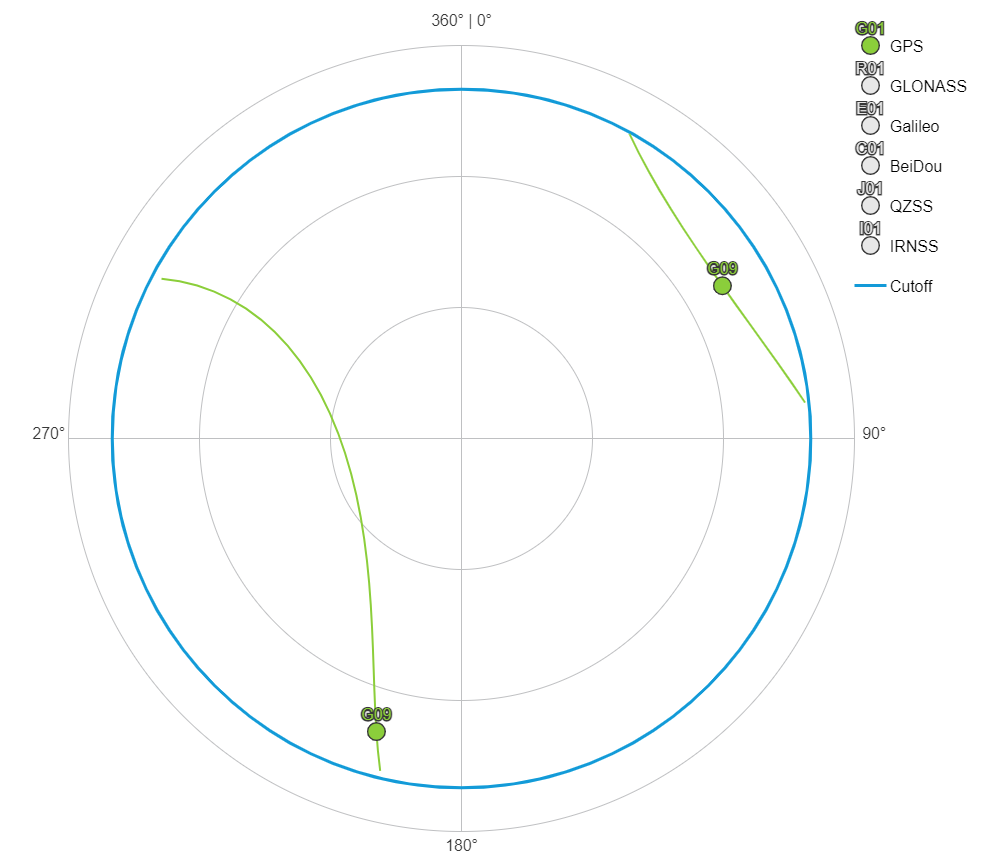 360° | 0°
G01
GPS
R01
GLONASS
E01
Galileo
C01
BeiDou
J01
QZSS
I01
IRNSS
G09
Cutoff
270°
90°
G09
180°